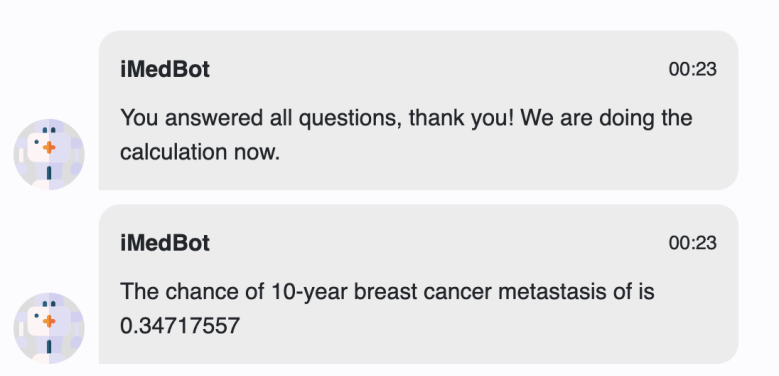 iMedBot 00:23
You answered all questions, thank you! We are doing the
calculation now.
iMedBot 00:23
The chance of 10-year breast cancer metastasis of is
0.34717557